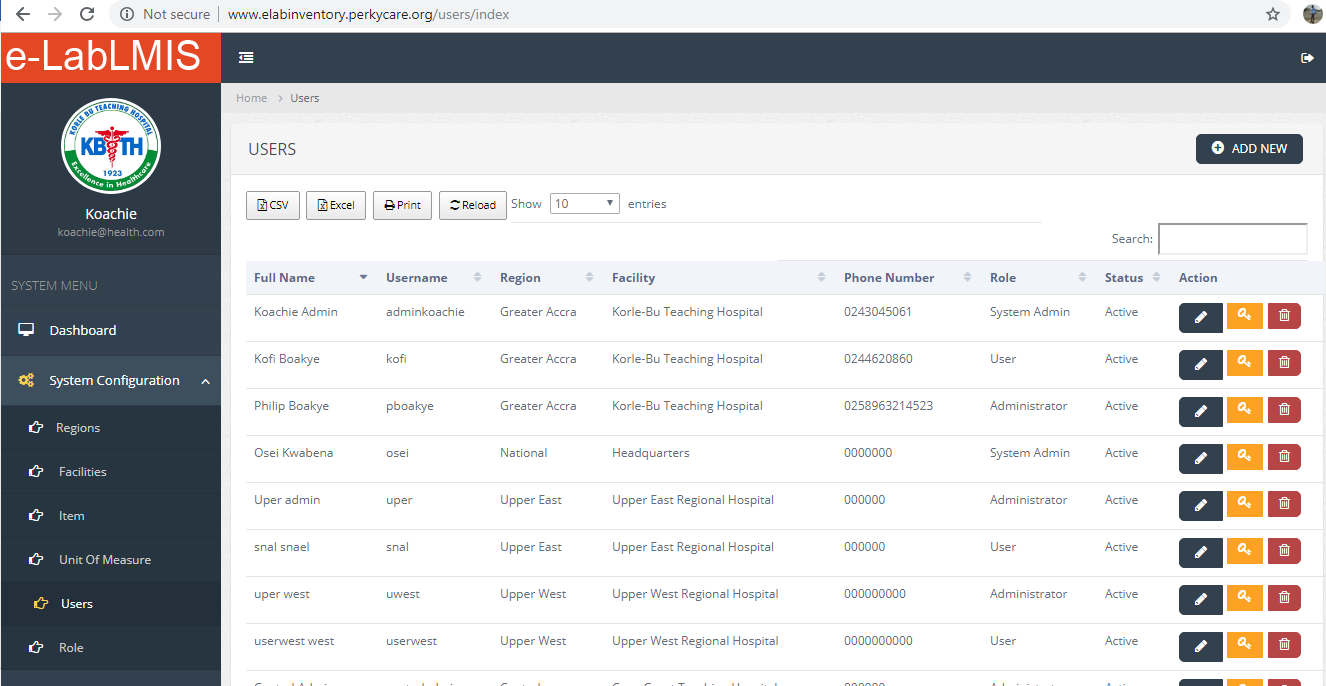 Not secure | www.elabinventory.perkycare.org/users/index
e-LabLMIS
Home > Users
KORLE BU TEACHING HOSPITAL
KBTH
1923
Excellence in Healthcare
Koachie
koachie@health.com
SYSTEM MENU
Dashboard
System Configuration
Regions
Facilities
Item
Unit Of Measure
Users
Role
USERS
ADD NEW
CSV Excel Print Reload Show 10 entries
Search:
Full Name Username Region Facility Phone Number Role Status Action
Koachie Admin adminkoachie Greater Accra Korle-Bu Teaching Hospital 0243045061 System Admin Active
Kofi Boakye kofi Greater Accra Korle-Bu Teaching Hospital 0244620860 User Active
Philip Boakye pboakye Greater Accra Korle-Bu Teaching Hospital 0258963214523 Administrator Active
Osei Kwabena osei National Headquarters 0000000 System Admin Active
Uper admin uper Upper East Upper East Regional Hospital 000000 Administrator Active
snal snael snal Upper East Upper East Regional Hospital 000000 User Active
uper west uwest Upper West Upper West Regional Hospital 000000000 Administrator Active
userwest west userwest Upper West Upper West Regional Hospital 0000000000 User Active